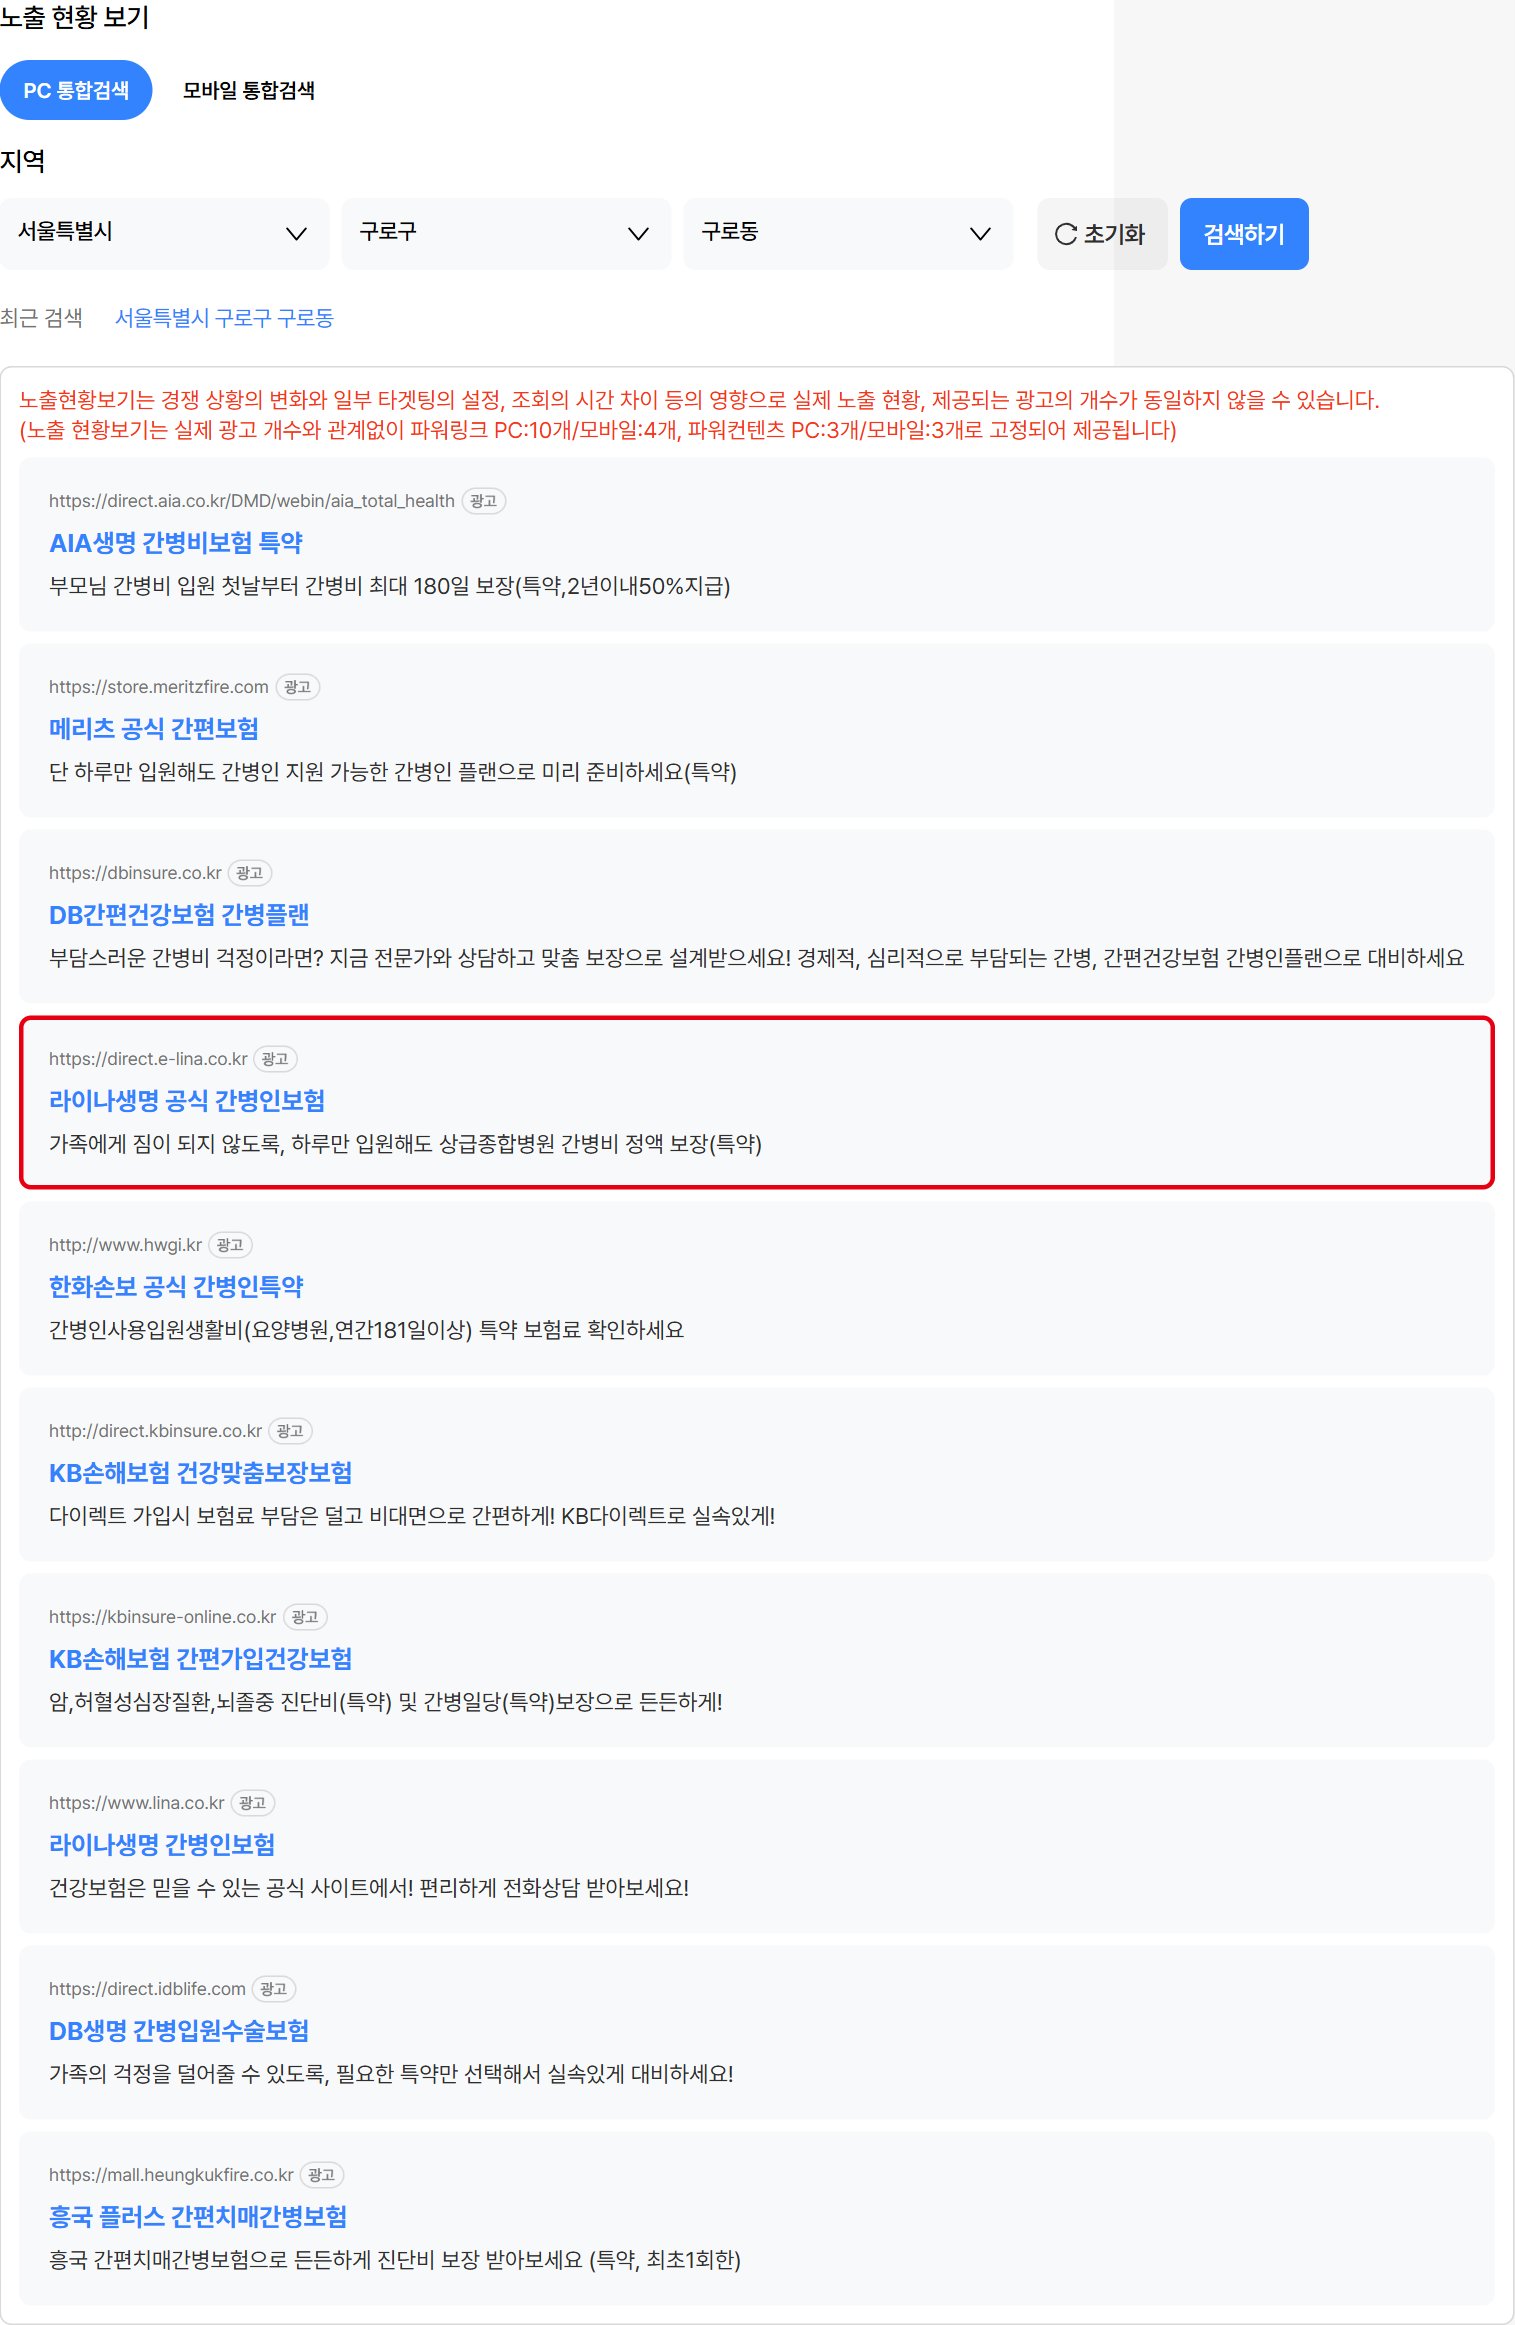 노출 현황 보기
PC 통합검색 모바일 통합검색
지역
서울특별시 구로구 구로동 초기화 검색하기
최근 검색 서울특별시 구로구 구로동
노출현황보기는 경쟁 상황의 변화와 일부 타겟팅의 설정, 조회의 시간 차이 등의 영향으로 실제 노출 현황, 제공되는 광고의 개수가 동일하지 않을 수 있습니다.
(노출 현황보기는 실제 광고 개수와 관계없이 파워링크 PC:10개/모바일:4개, 파워컨텐츠 PC:3개/모바일:3개로 고정되어 제공됩니다)
https://direct.aia.co.kr/DMD/webin/aia_total_health 광고
AIA생명 간병비보험 특약
부모님 간병비 입원 첫날부터 간병비 최대 180일 보장(특약,2년이내50%지급)
https://store.meritzfire.com 광고
메리츠 공식 간편보험
단 하루만 입원해도 간병인 지원 가능한 간병인 플랜으로 미리 준비하세요(특약)
https://dbinsure.co.kr 광고
DB간편건강보험 간병플랜
부담스러운 간병비 걱정이라면? 지금 전문가와 상담하고 맞춤 보장으로 설계받으세요! 경제적, 심리적으로 부담되는 간병, 간편건강보험 간병인플랜으로 대비하세요
https://direct.e-lina.co.kr 광고
라이나생명 공식 간병인보험
가족에게 짐이 되지 않도록, 하루만 입원해도 상급종합병원 간병비 정액 보장(특약)
http://www.hwgi.kr 광고
한화손보 공식 간병인특약
간병인사용입원생활비(요양병원,연간181일이상) 특약 보험료 확인하세요
http://direct.kbinsure.co.kr 광고
KB손해보험 건강맞춤보장보험
다이렉트 가입시 보험료 부담은 덜고 비대면으로 간편하게! KB다이렉트로 실속있게!
https://kbinsure-online.co.kr 광고
KB손해보험 간편가입건강보험
암,허혈성심장질환,뇌졸중 진단비(특약) 및 간병일당(특약)보장으로 든든하게!
https://www.lina.co.kr 광고
라이나생명 간병인보험
건강보험은 믿을 수 있는 공식 사이트에서! 편리하게 전화상담 받아보세요!
https://direct.idblife.com 광고
DB생명 간병입원수술보험
가족의 걱정을 덜어줄 수 있도록, 필요한 특약만 선택해서 실속있게 대비하세요!
https://mall.heungkukfire.co.kr 광고
흥국 플러스 간편치매간병보험
흥국 간편치매간병보험으로 든든하게 진단비 보장 받아보세요 (특약, 최초1회한)